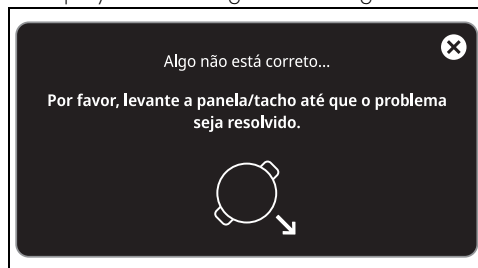 Algo não está correto...
Por favor, levante a panela/tacho até que o problema
seja resolvido.